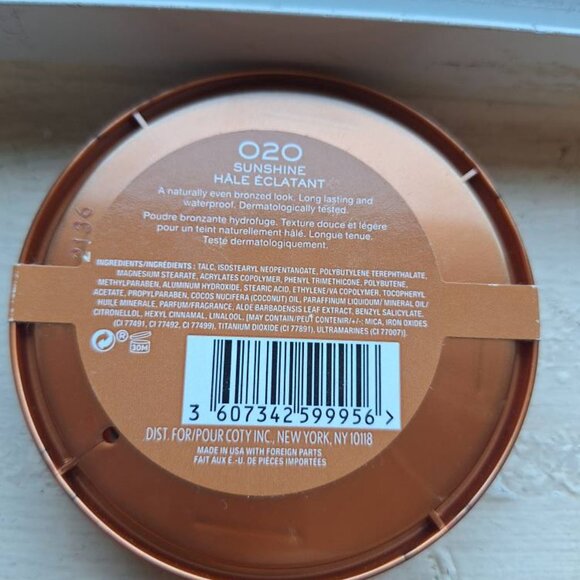 020
SUNSHINE
HÂLE ÉCLATANT
A naturally even bronzed look. Long lasting and
waterproof. Dermatologically tested.
Poudre bronzante hydrofuge. Texture douce et légère
pour un teint naturellement hâlé. Longue tenue.
Teste dermatologiquement.
INGREDIENTS/INGRÉDIENTS : TALC, ISOSTEARYL NEOPENTANOATE, POLYBUTYLENE TEREPHTHALATE,
MAGNESIUM STEARATE, ACRYLATES COPOLYMER, PHENYL TRIMETHICONE, POLYBUTENE,
METHYLPARABEN, ALUMINUM HYDROXIDE, STEARIC ACID, ETHYLENE/VA COPOLYMER, TOCOPHERYL
ACETATE, PROPYLPARABEN, COCOS NUCIFERA (COCONUT) OIL, PARAFFINUM LIQUIDUM/ MINERAL OIL/
HUILE MINERALE, PARFUM/FRAGRANCE, ALOE BARBADENSIS LEAF EXTRACT, BENZYL SALICYLATE,
CITRONELLOL, HEXYL CINNAMAL, LINALOOL, [MAY CONTAIN/PEUT CONTENIR/+/-: MICA, IRON OXIDES
(CI 77491, CI 77492, CI 77499), TITANIUM DIOXIDE (CI 77891), ULTRAMARINES (CI 77007)].
® 30M
3 607342 599956 >
DIST. FOR/POUR COTY INC., NEW YORK, NY 10118
MADE IN USA WITH FOREIGN PARTS
FAIT AUX É.-U. DE PIÈCES IMPORTÉES
2136